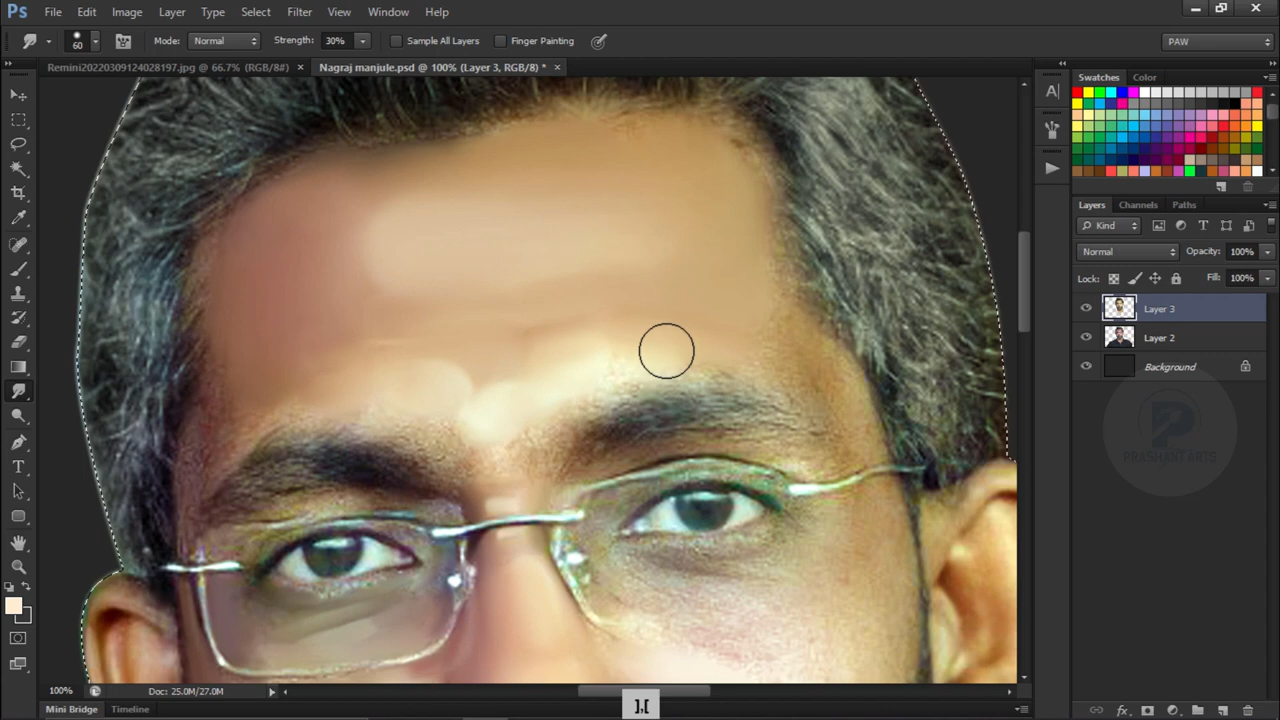 Ps File Edit Image Layer Type Select Filter View Window Help
60 Mode: Normal Strength: 30% Sample All Layers Finger Painting PAW
Remini20220309124028197.jpg @ 66.7% (RGB/8#) × Nagraj manjule.psd @ 100% (Layer 3, RGB/8) * ×
Swatches Color
Layers Channels Paths
Kind
Normal Opacity: 100%
Lock: Fill: 100%
Layer 3
Layer 2
Background
PRASHANT ARTS
100% Doc: 25.0M/27.0M
],[
Mini Bridge Timeline